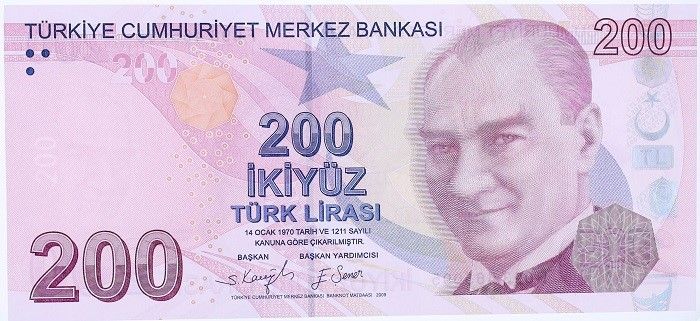 TÜRKİYE CUMHURİYET MERKEZ BANKASI
200
200
200
İKİYÜZ
TÜRK LİRASI
14 OCAK 1970 TARİH VE 1211 SAYILI
KANUNA GÖRE ÇIKARILMIŞTIR.
BAŞKAN BAŞKAN YARDIMCISI
200
TÜRKİYE CUMHURİYET MERKEZ BANKASI BANKNOT MATBAASI 2009
TL